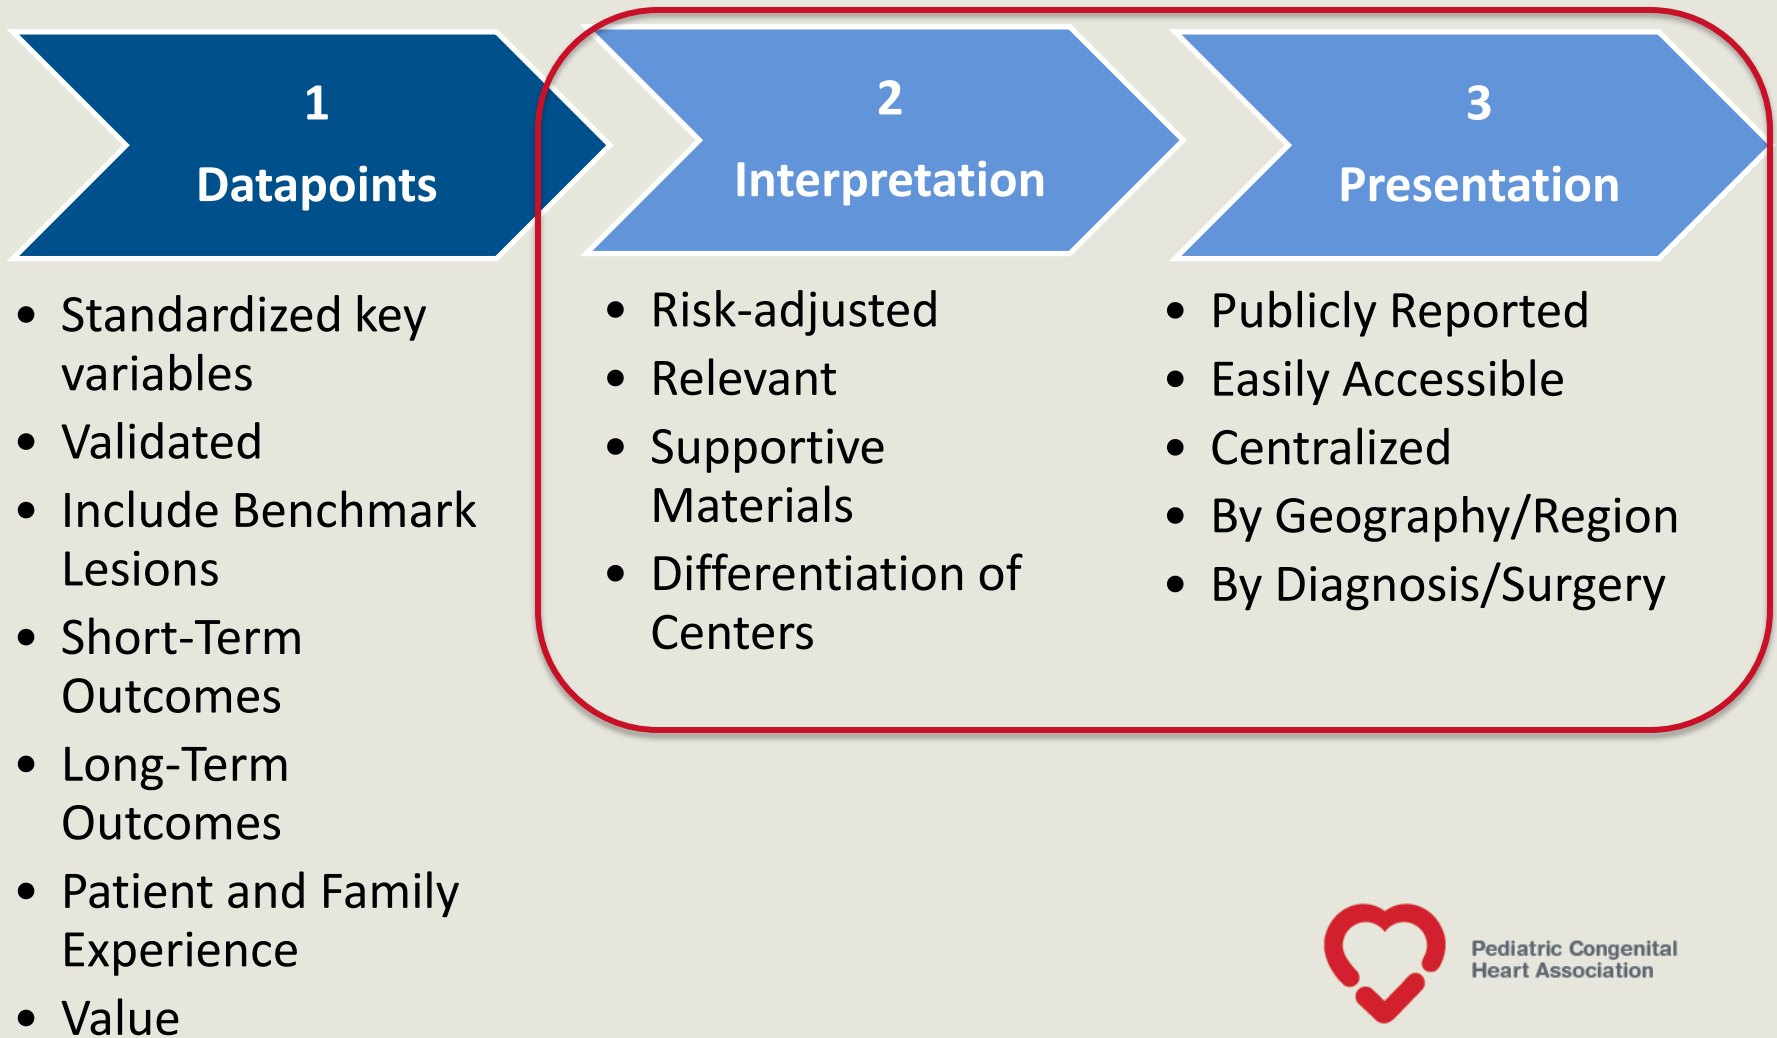 1
Datapoints
• Standardized key
variables
• Validated
• Include Benchmark
Lesions
• Short-Term
Outcomes
• Long-Term
Outcomes
• Patient and Family
Experience
• Value
2
Interpretation
• Risk-adjusted
• Relevant
• Supportive
Materials
• Differentiation of
Centers
3
Presentation
• Publicly Reported
• Easily Accessible
• Centralized
• By Geography/Region
• By Diagnosis/Surgery
Pediatric Congenital
Heart Association